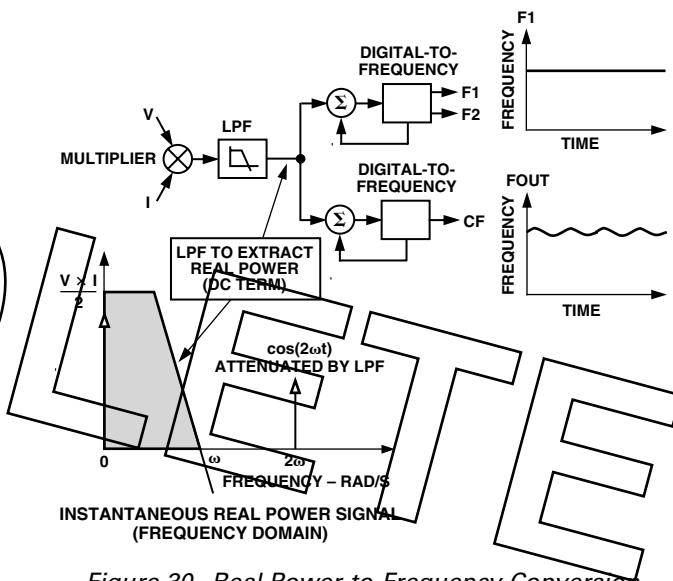 DIGITAL-TO-
FREQUENCY
F1
F2
V
LPF
MULTIPLIER
I
Σ
DIGITAL-TO-
FREQUENCY
CF
Σ
F1
FREQUENCY
TIME
FOUT
FREQUENCY
TIME
LPF TO EXTRACT
REAL POWER
(DC TERM)
V × I
2
cos(2ωt)
ATTENUATED BY LPF
0
ω
2ω
FREQUENCY – RAD/S
INSTANTANEOUS REAL POWER SIGNAL
(FREQUENCY DOMAIN)
LETE
Figure 30. Real Power-to-Frequency Conversion